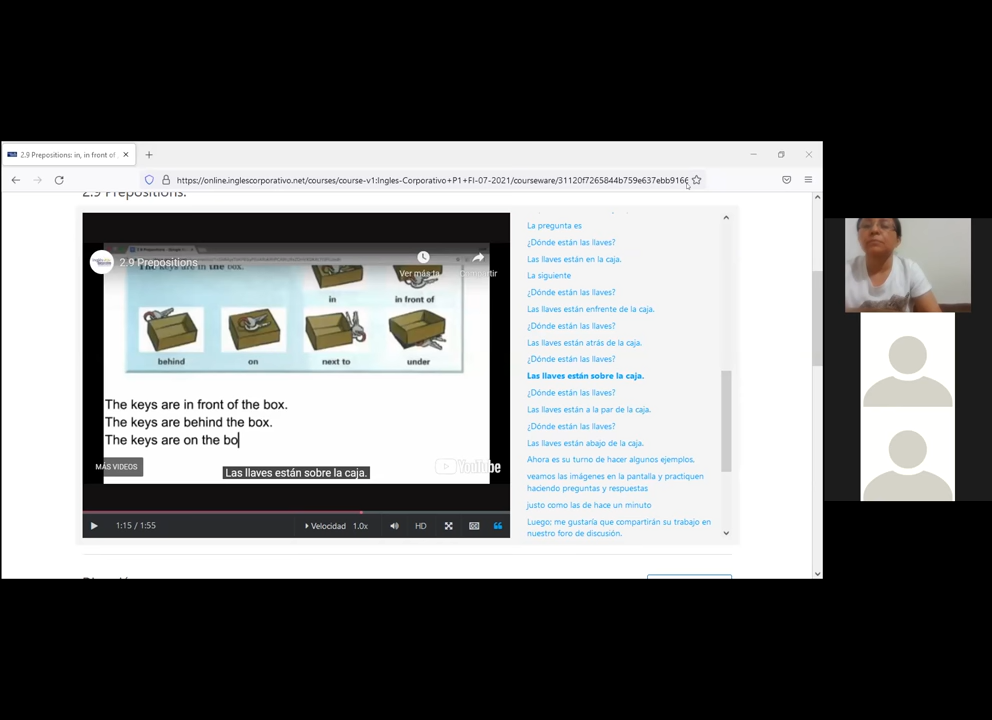 2.9 Prepositions: in, in front of
https://online.inglescorporativo.net/courses/course-v1:Ingles-Corporativo+P1+FI-07-2021/courseware/31120f7265844b759e637ebb9166
2.9 Prepositions:
2.9 Prepositions
The keys are in the box.
Ver más ta
in
in front of
behind
on
next to
under
The keys are in front of the box.
The keys are behind the box.
The keys are on the bo
MÁS VIDEOS
Las llaves están sobre la caja.
YouTube
1:15 / 1:55
Velocidad 1.0x
HD
La pregunta es
¿Dónde están las llaves?
Las llaves están en la caja.
La siguiente
¿Dónde están las llaves?
Las llaves están enfrente de la caja.
¿Dónde están las llaves?
Las llaves están atrás de la caja.
¿Dónde están las llaves?
Las llaves están sobre la caja.
¿Dónde están las llaves?
Las llaves están a la par de la caja.
¿Dónde están las llaves?
Las llaves están abajo de la caja.
Ahora es su turno de hacer algunos ejemplos,
veamos las imágenes en la pantalla y practiquen
haciendo preguntas y respuestas
justo como las de hace un minuto
Luego; me gustaría que compartirán su trabajo en
nuestro foro de discusión.